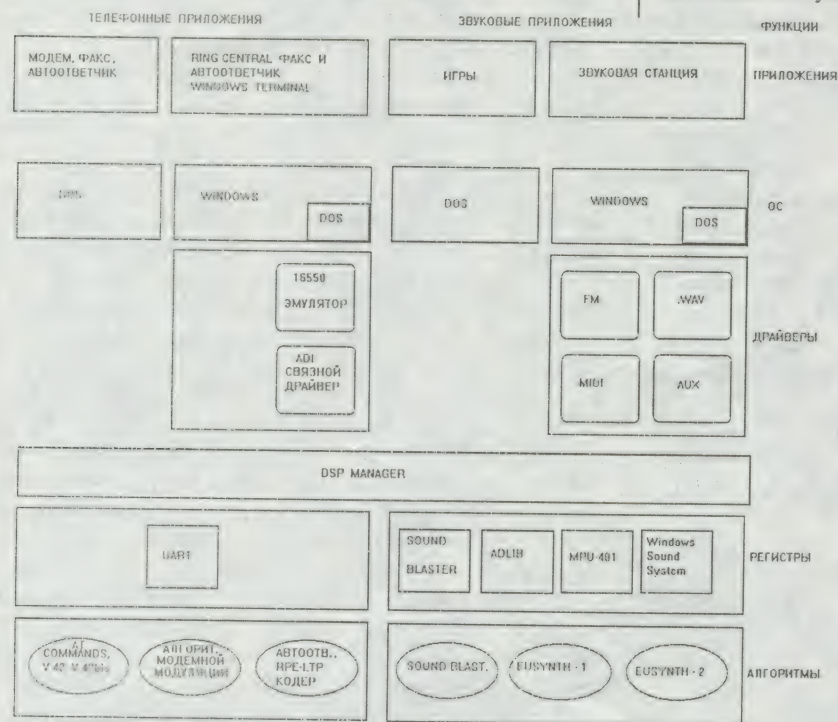 ТЕЛЕФОННЫЕ ПРИЛОЖЕНИЯ
ЗВУКОВЫЕ ПРИЛОЖЕНИЯ
ФУНКЦИИ
МОДЕМ, ФАКС,
АВТООТВЕТЧИК
RING CENTRAL ФАКС И
АВТООТВЕТЧИК
WINDOWS TERMINAL
ИГРЫ
ЗВУКОВАЯ СТАНЦИЯ
ПРИЛОЖЕНИЯ
WINDOWS
DOS
DOS
WINDOWS
DOS
ОС
16550
ЭМУЛЯТОР
ADI
СВЯЗНОЙ
ДРАЙВЕР
FM
.WAV
MIDI
AUX
ДРАЙВЕРЫ
DSP MANAGER
UART
SOUND
BLASTER
ADLIB
MPU-401
Windows
Sound
System
РЕГИСТРЫ
AT
COMMANDS,
V.42
АЛГОРИТ.
МОДЕМНОЙ
МОДУЛЯЦИИ
АВТООТВ.,
RPE-LTP
КОДЕР
SOUND BLAST.
EUSYNTH - 1
EUSYNTH - 2
АЛГОРИТМЫ